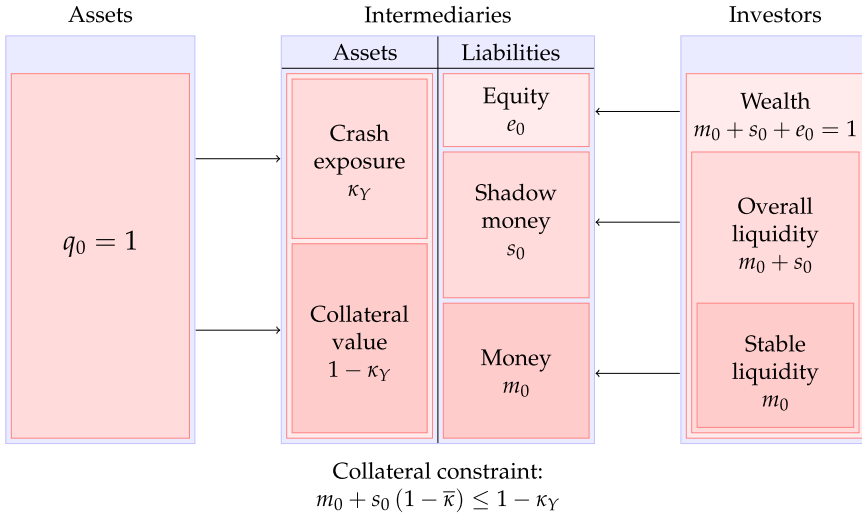 Assets
Intermediaries
Investors
q₀ = 1
Assets
Liabilities
Crash
exposure
κ_Y
Collateral
value
1 − κ_Y
Equity
e₀
Shadow
money
s₀
Money
m₀
Wealth
m₀ + s₀ + e₀ = 1
Overall
liquidity
m₀ + s₀
Stable
liquidity
m₀
Collateral constraint:
m₀ + s₀ (1 − κ̅) ≤ 1 − κ_Y